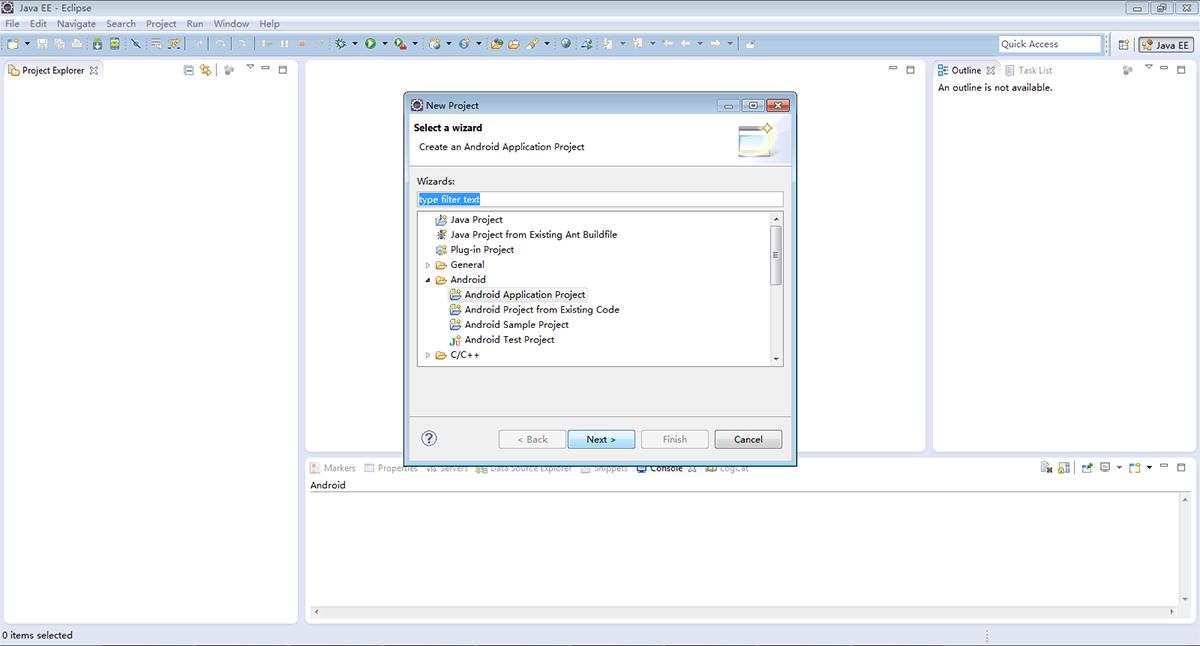 Java EE - Eclipse
File Edit Navigate Search Project Run Window Help
Quick Access
Java EE
Project Explorer
Outline
Task List
An outline is not available.
New Project
Select a wizard
Create an Android Application Project
Wizards:
type filter text
Java Project
Java Project from Existing Ant Buildfile
Plug-in Project
General
Android
Android Application Project
Android Project from Existing Code
Android Sample Project
Android Test Project
C/C++
?
< Back
Next >
Finish
Cancel
Markers Properties Servers Data Source Explorer Snippets Console LogCat
Android
0 items selected